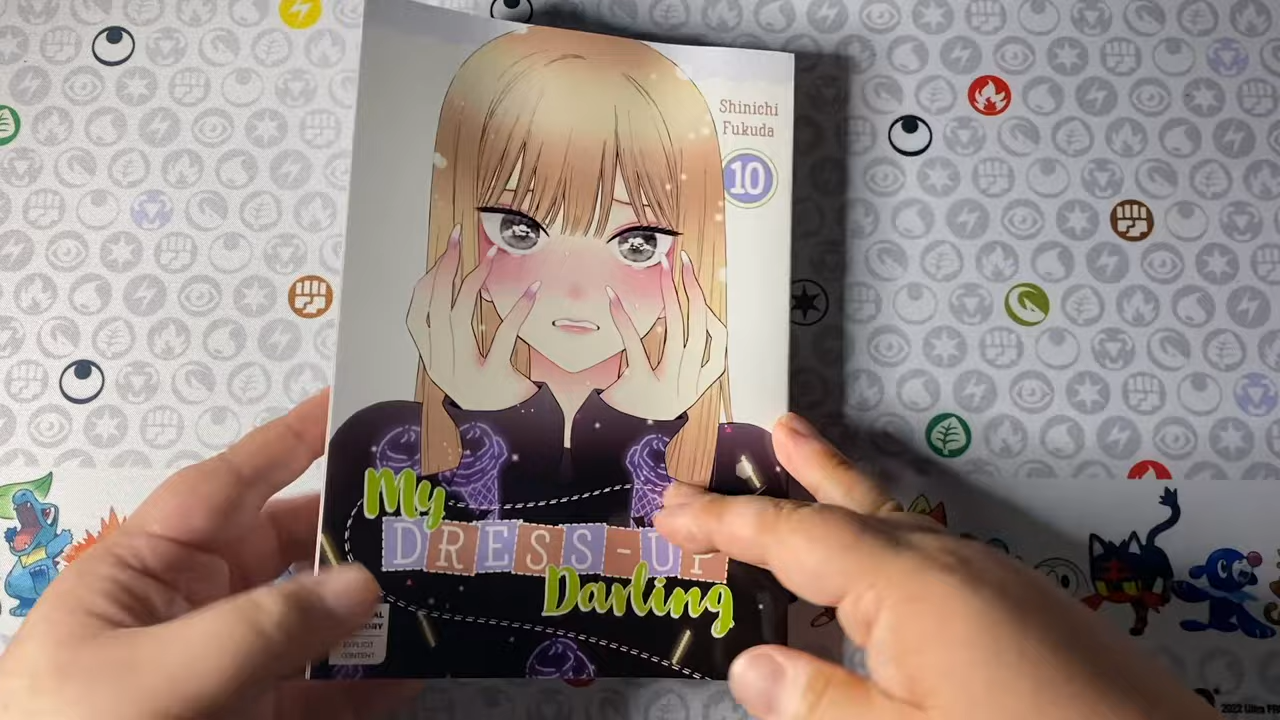 Shinichi
Fukuda
10
My
DRESS-UP
Darling
EXPLICIT
CONTENT